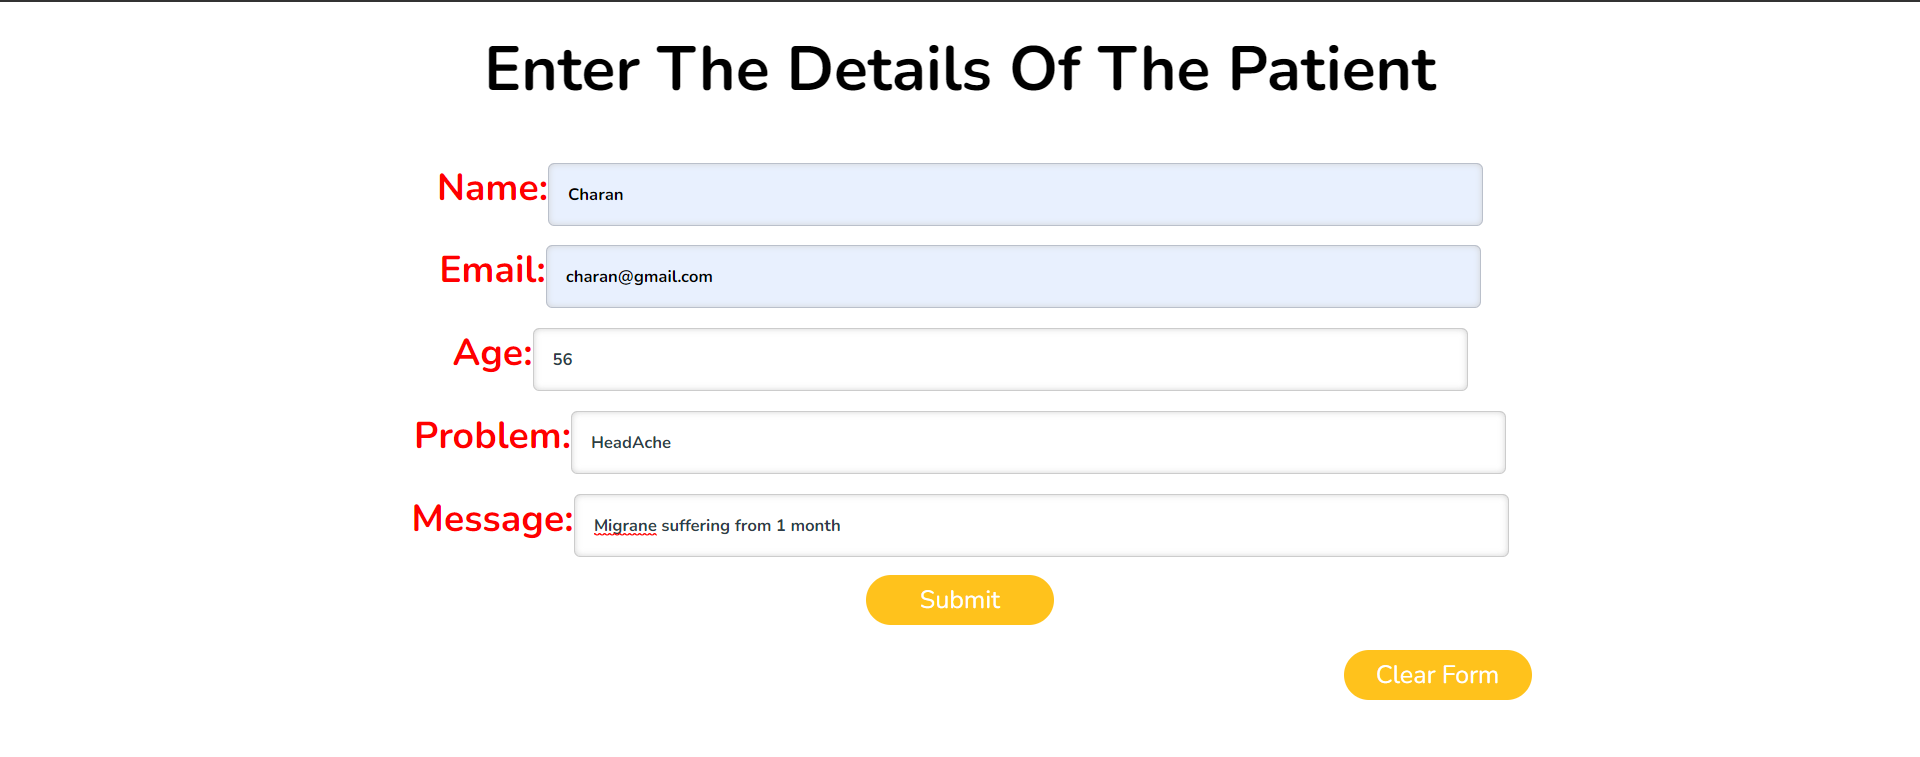 Enter The Details Of The Patient
Name: Charan
Email: charan@gmail.com
Age: 56
Problem: HeadAche
Message: Migrane suffering from 1 month
Submit
Clear Form